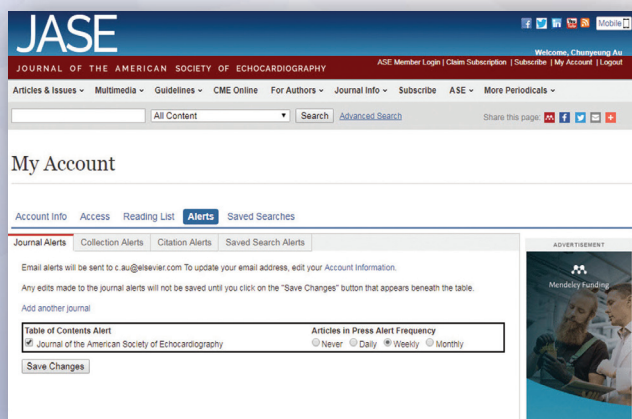 JASE
Mobile
Welcome, Chunyeung Au
JOURNAL OF THE AMERICAN SOCIETY OF ECHOCARDIOGRAPHY
ASE Member Login | Claim Subscription | Subscribe | My Account | Logout
Articles & Issues Multimedia Guidelines CME Online For Authors Journal Info Subscribe ASE More Periodicals
All Content Search Advanced Search Share this page:
My Account
Account Info Access Reading List Alerts Saved Searches
Journal Alerts Collection Alerts Citation Alerts Saved Search Alerts
ADVERTISEMENT
Email alerts will be sent to c.au@elsevier.com To update your email address, edit your Account Information.
Any edits made to the journal alerts will not be saved until you click on the "Save Changes" button that appears beneath the table.
Mendeley Funding
Add another journal
Table of Contents Alert Articles in Press Alert Frequency
Journal of the American Society of Echocardiography Never Daily Weekly Monthly
Save Changes